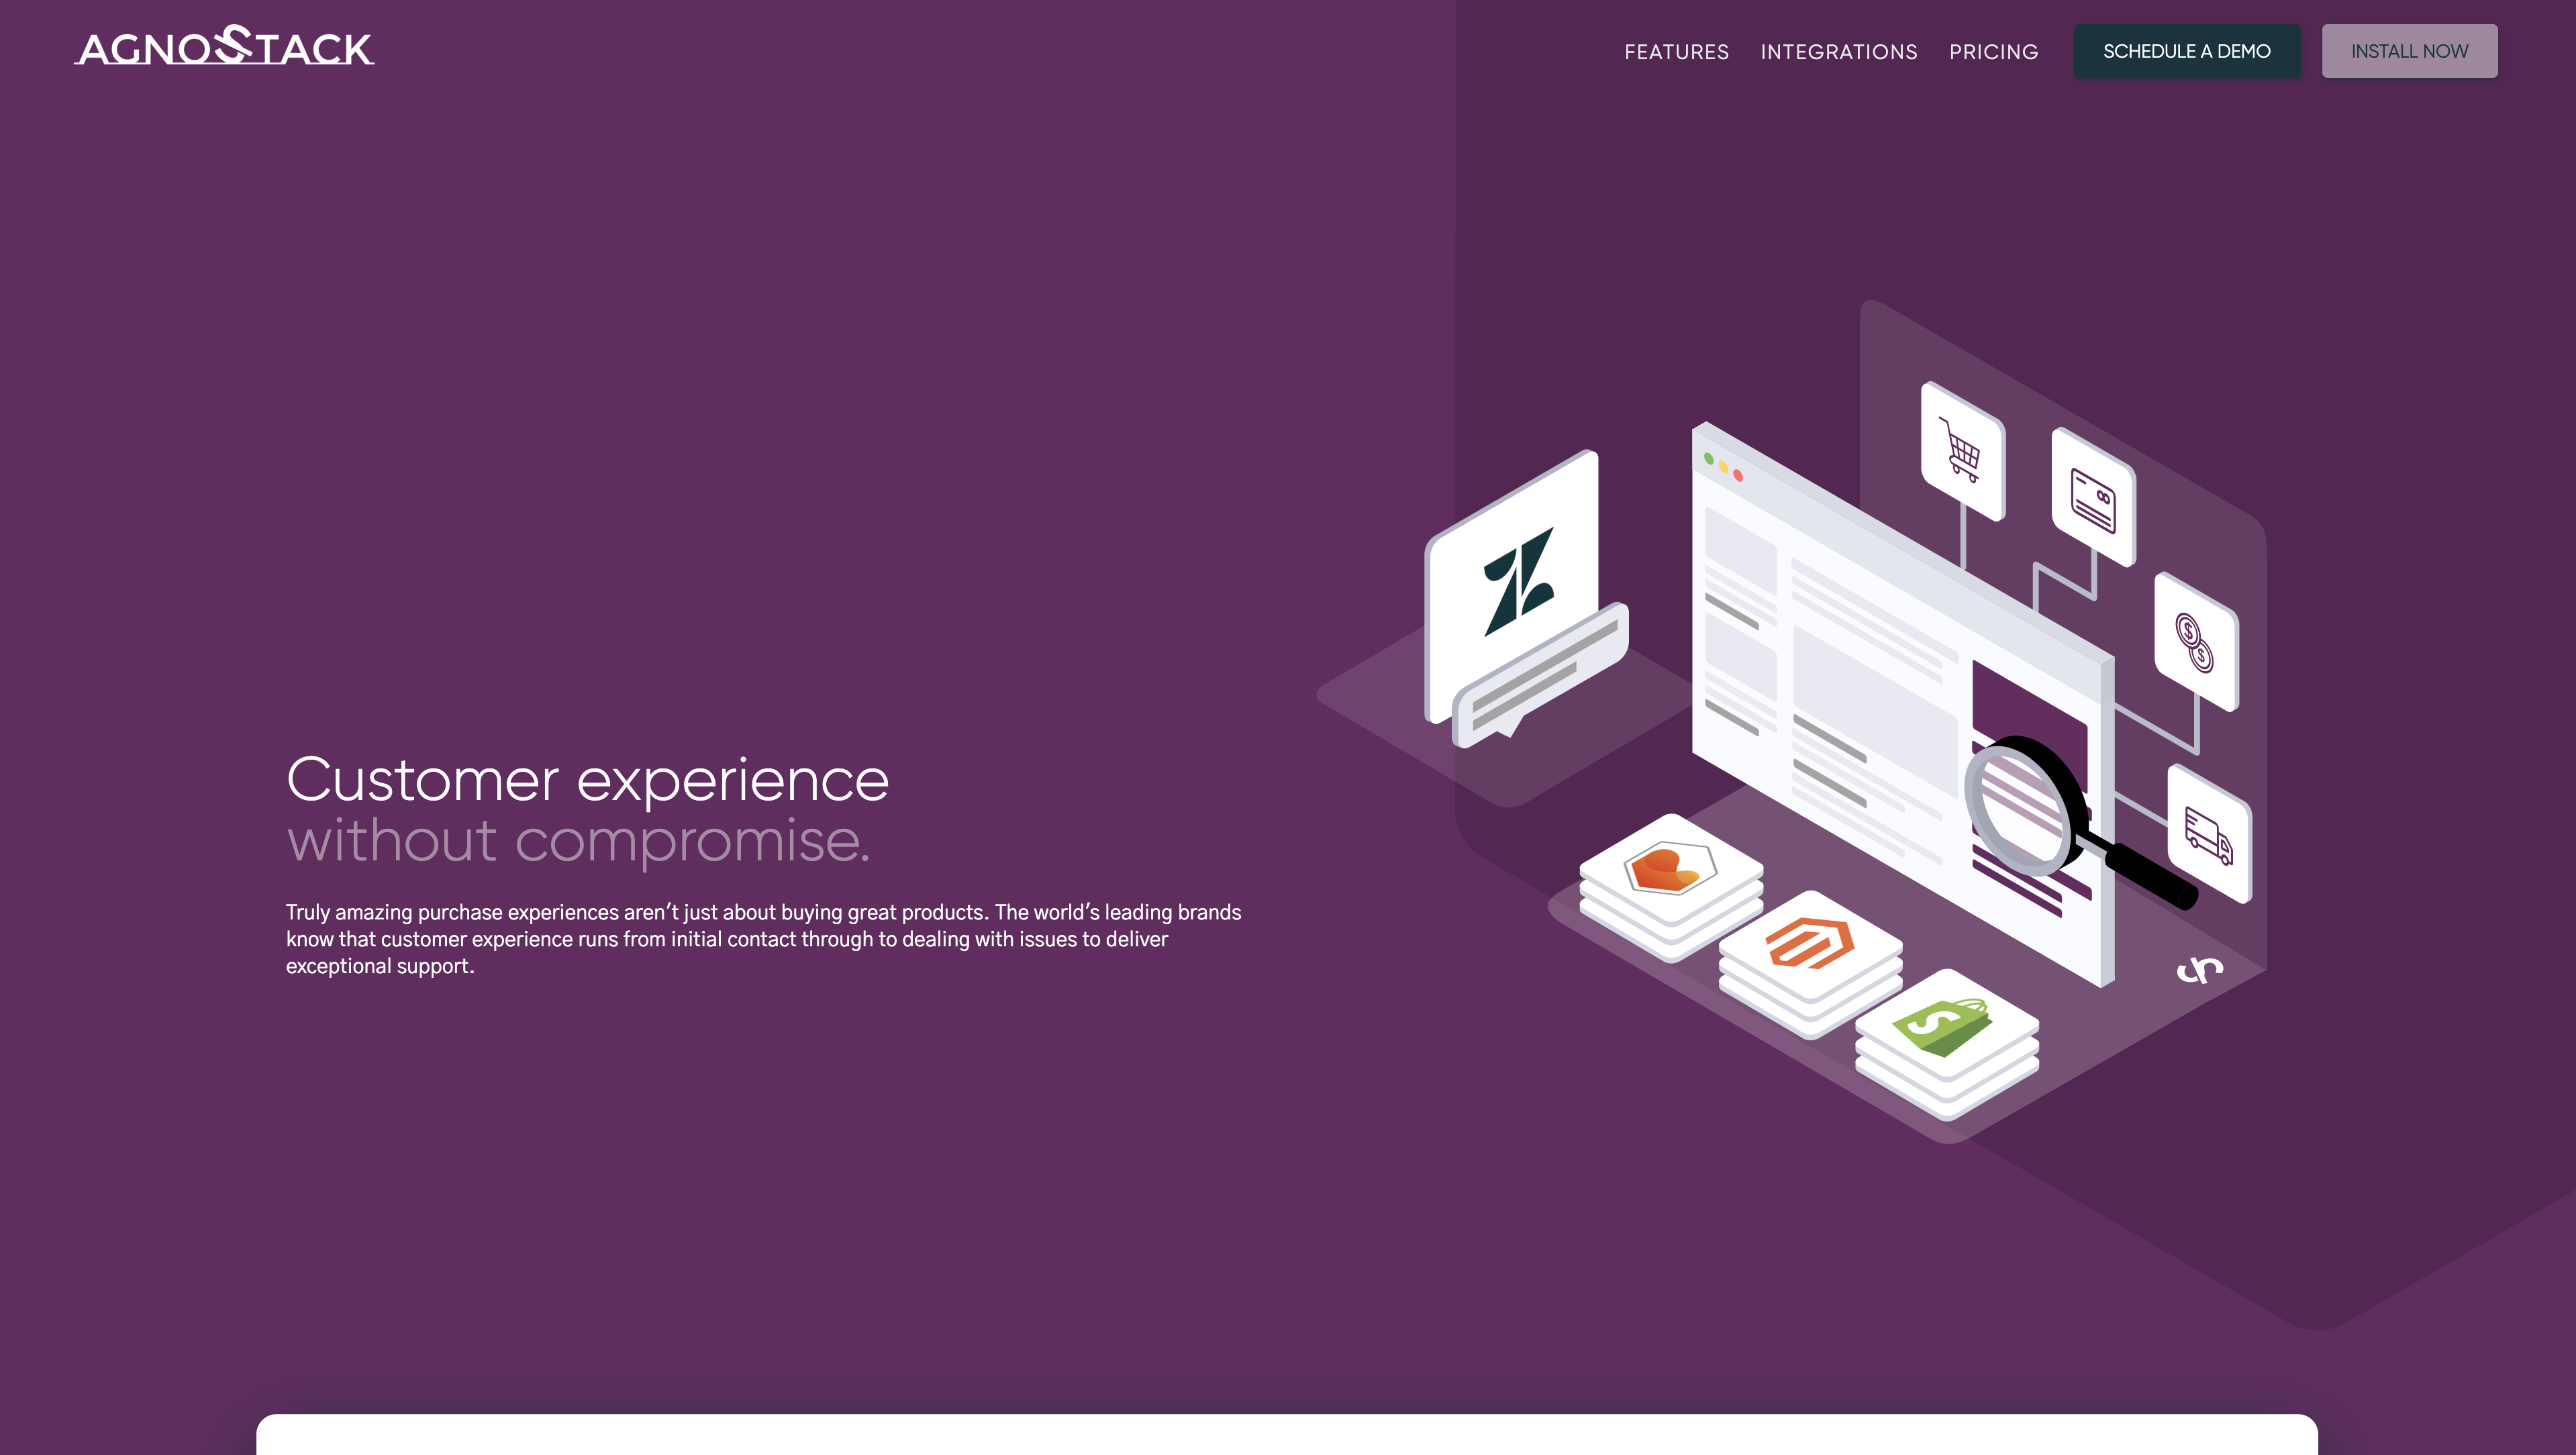 AGNOSTACK
FEATURES
INTEGRATIONS
PRICING
SCHEDULE A DEMO
INSTALL NOW
Customer experience
without compromise.
Truly amazing purchase experiences aren't just about buying great products. The world's leading brands
know that customer experience runs from initial contact through to dealing with issues to deliver
exceptional support.